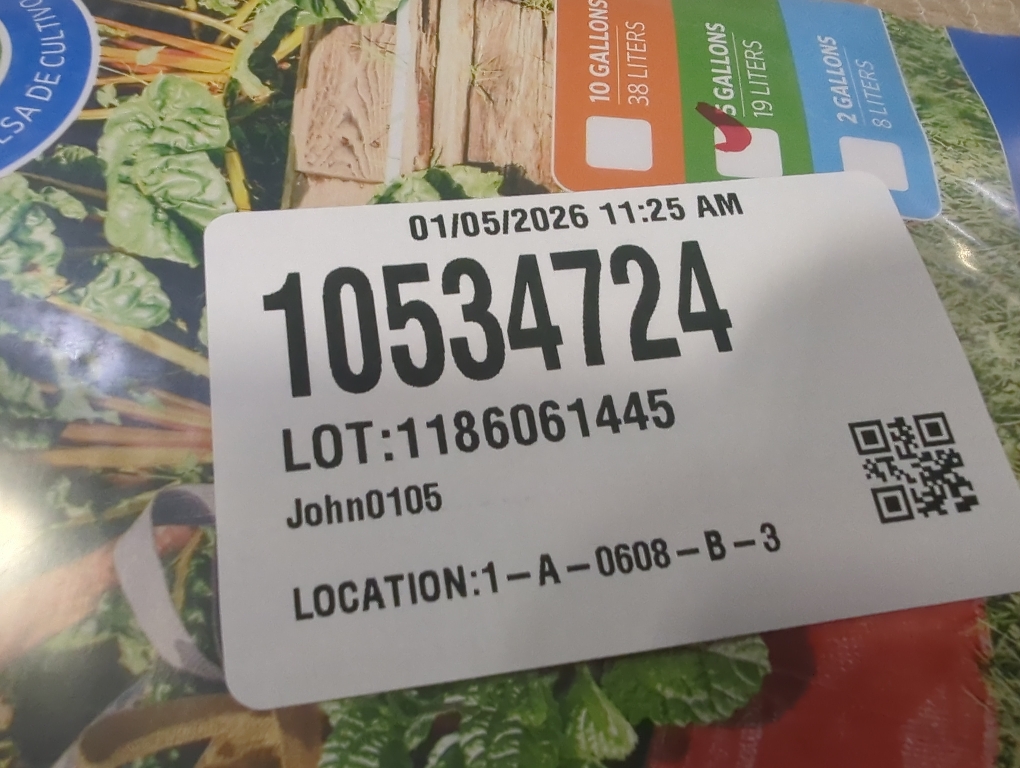 LSA DE CULTIVO
10 GALLONS
38 LITERS
5 GALLONS
19 LITERS
2 GALLONS
8 LITERS
01/05/2026 11:25 AM
10534724
LOT:1186061445
John0105
LOCATION:1-A-0608-B-3